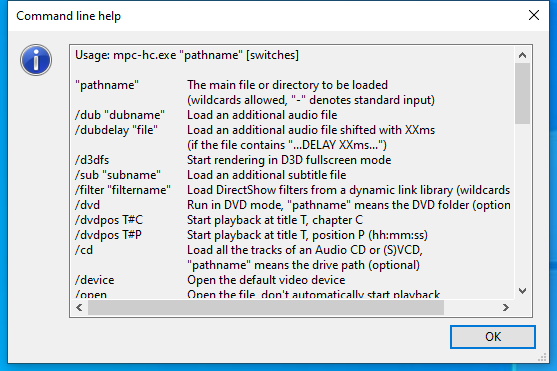 Command line help
Usage: mpc-hc.exe "pathname" [switches]
"pathname" The main file or directory to be loaded
(wildcards allowed, "-" denotes standard input)
/dub "dubname" Load an additional audio file
/dubdelay "file" Load an additional audio file shifted with XXms
(if the file contains "...DELAY XXms...")
/d3dfs Start rendering in D3D fullscreen mode
/sub "subname" Load an additional subtitle file
/filter "filtername" Load DirectShow filters from a dynamic link library (wildcards
/dvd Run in DVD mode, "pathname" means the DVD folder (option
/dvdpos T#C Start playback at title T, chapter C
/dvdpos T#P Start playback at title T, position P (hh:mm:ss)
/cd Load all the tracks of an Audio CD or (S)VCD,
"pathname" means the drive path (optional)
/device Open the default video device
/open Open the file, don't automatically start playback
OK